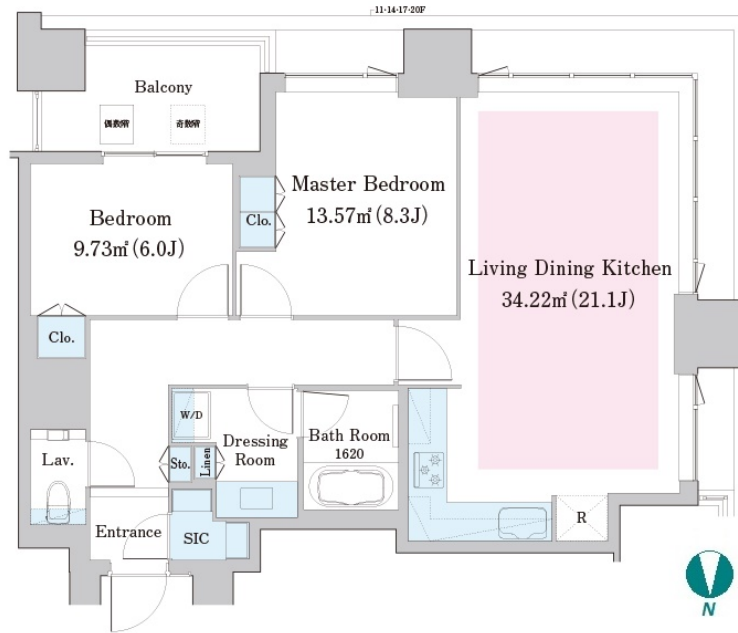 11·14·17·20F
Balcony
偶数階
奇数階
Master Bedroom
13.57㎡(8.3J)
Clo.
Bedroom
9.73㎡(6.0J)
Living Dining Kitchen
34.22㎡(21.1J)
Clo.
W/D
Dressing
Room
Bath Room
1620
Lav.
Sto.
Linen
Entrance
SIC
R
N